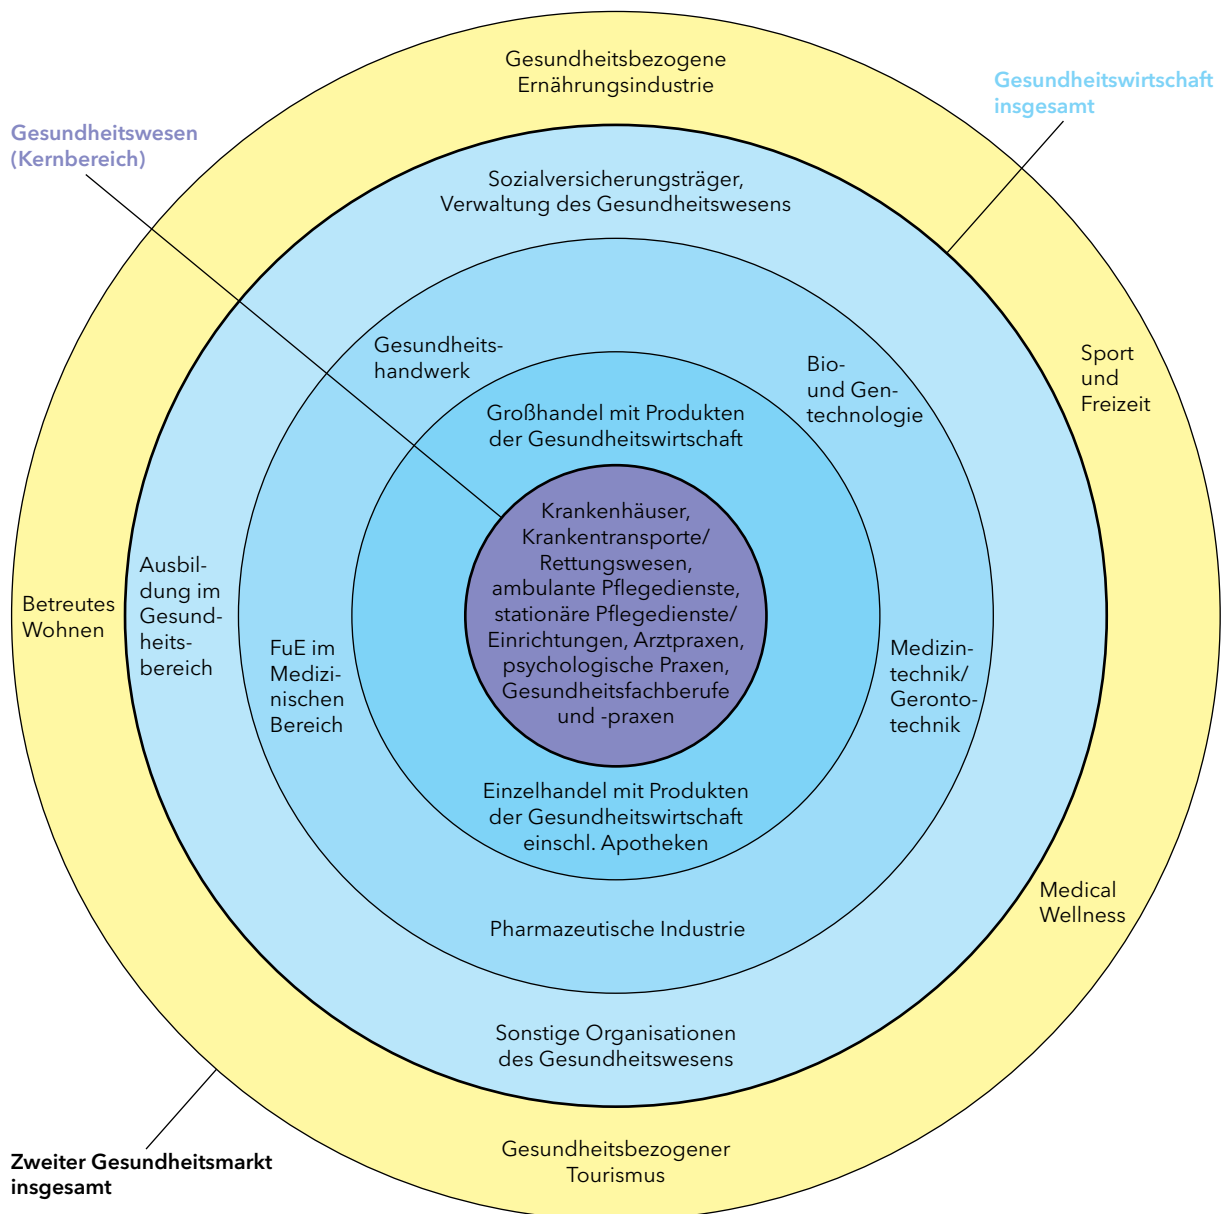 Gesundheitsbezogene
Ernährungsindustrie
Gesundheitswirtschaft
insgesamt
Gesundheitswesen
(Kernbereich)
Sozialversicherungsträger,
Verwaltung des Gesundheitswesens
Gesundheits-
handwerk
Bio-
und Gen-
technologie
Sport
und
Freizeit
Großhandel mit Produkten
der Gesundheitswirtschaft
Krankenhäuser,
Krankentransporte/
Rettungswesen,
ambulante Pflegedienste,
stationäre Pflegedienste/
Einrichtungen, Arztpraxen,
psychologische Praxen,
Gesundheitsfachberufe
und -praxen
Betreutes
Wohnen
Ausbil-
dung im
Gesund-
heits-
bereich
FuE im
Medizi-
nischen
Bereich
Medizin-
technik/
Geronto-
technik
Einzelhandel mit Produkten
der Gesundheitswirtschaft
einschl. Apotheken
Medical
Wellness
Pharmazeutische Industrie
Sonstige Organisationen
des Gesundheitswesens
Gesundheitsbezogener
Tourismus
Zweiter Gesundheitsmarkt
insgesamt